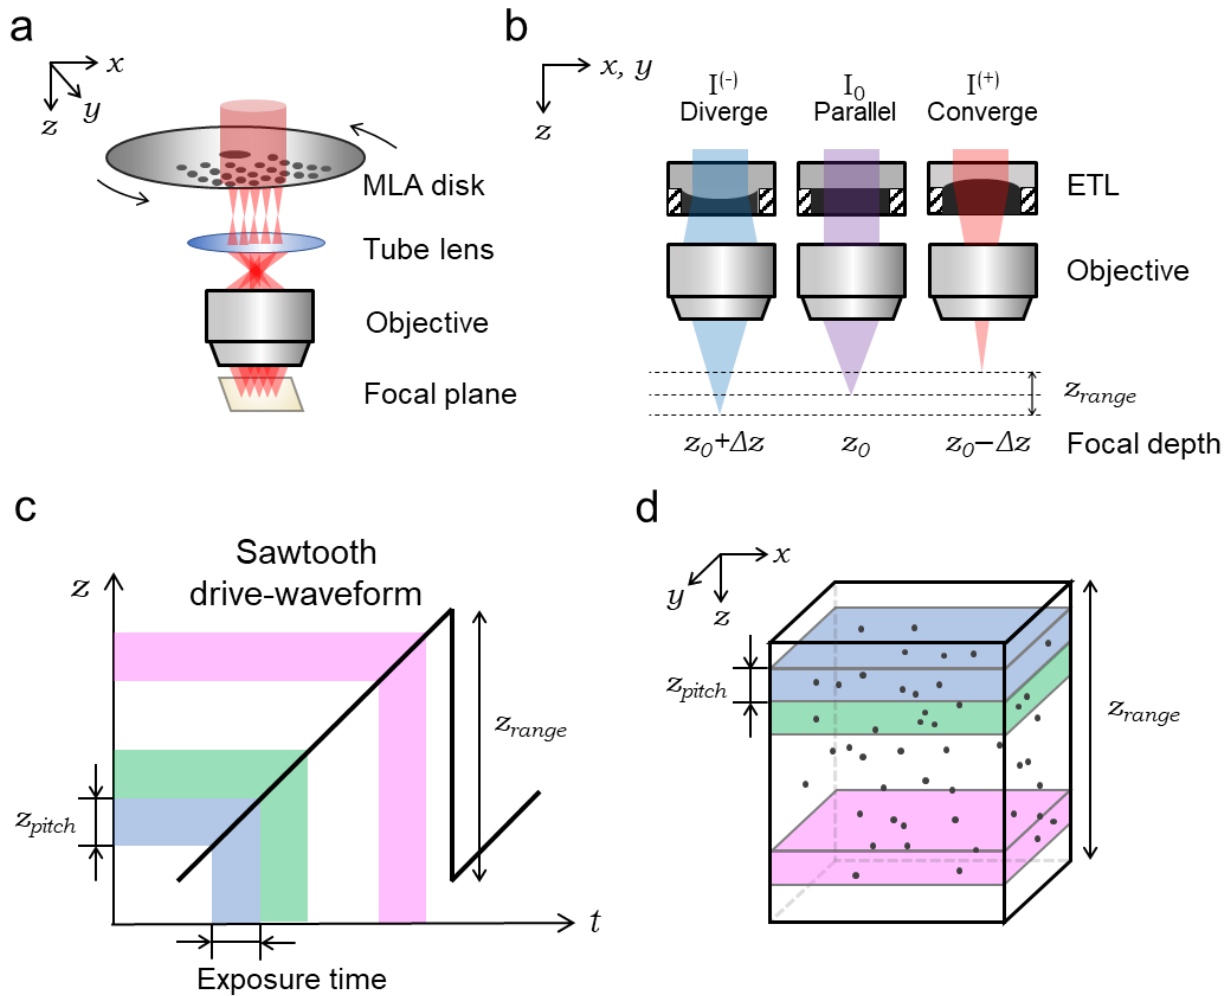 a
x
y
z
MLA disk
Tube lens
Objective
Focal plane
b
x, y
z
I(-) I0 I(+)
Diverge Parallel Converge
ETL
Objective
zrange
z0+Δz z0 z0−Δz Focal depth
c
Sawtooth
drive-waveform
z
zrange
zpitch
t
Exposure time
d
x
y
z
zpitch
zrange